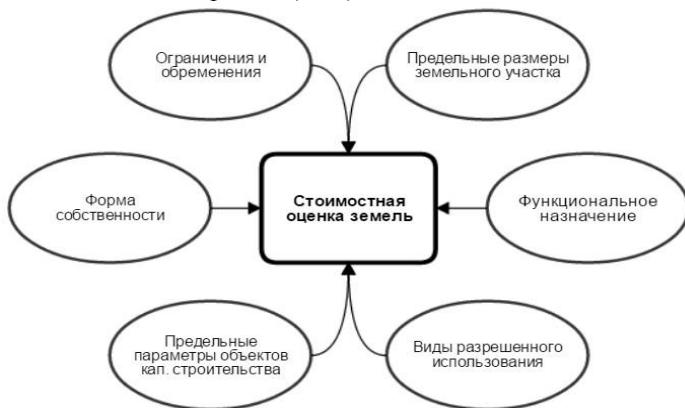 Ограничения и
обременения
Предельные размеры
земельного участка
Форма
собственности
Стоимостная
оценка земель
Функциональное
назначение
Предельные
параметры объектов
кап. строительства
Виды разрешенного
использования